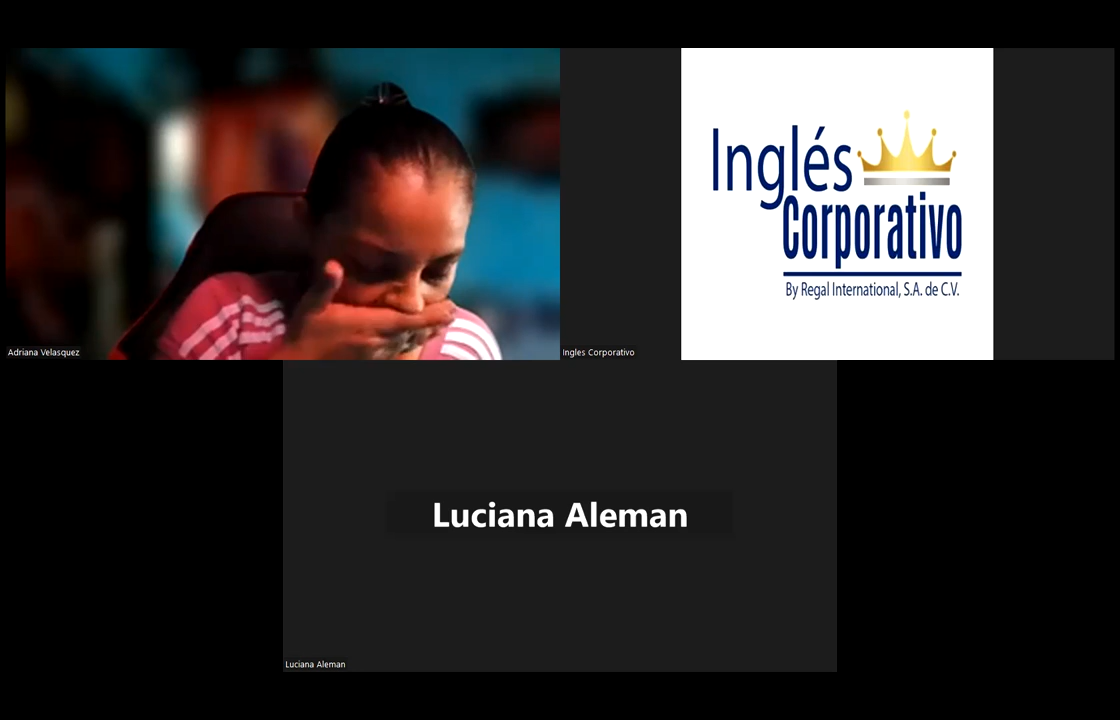 Inglés
Corporativo
By Regal International, S.A. de C.V.
Adriana Velasquez
Ingles Corporativo
Luciana Aleman
Luciana Aleman